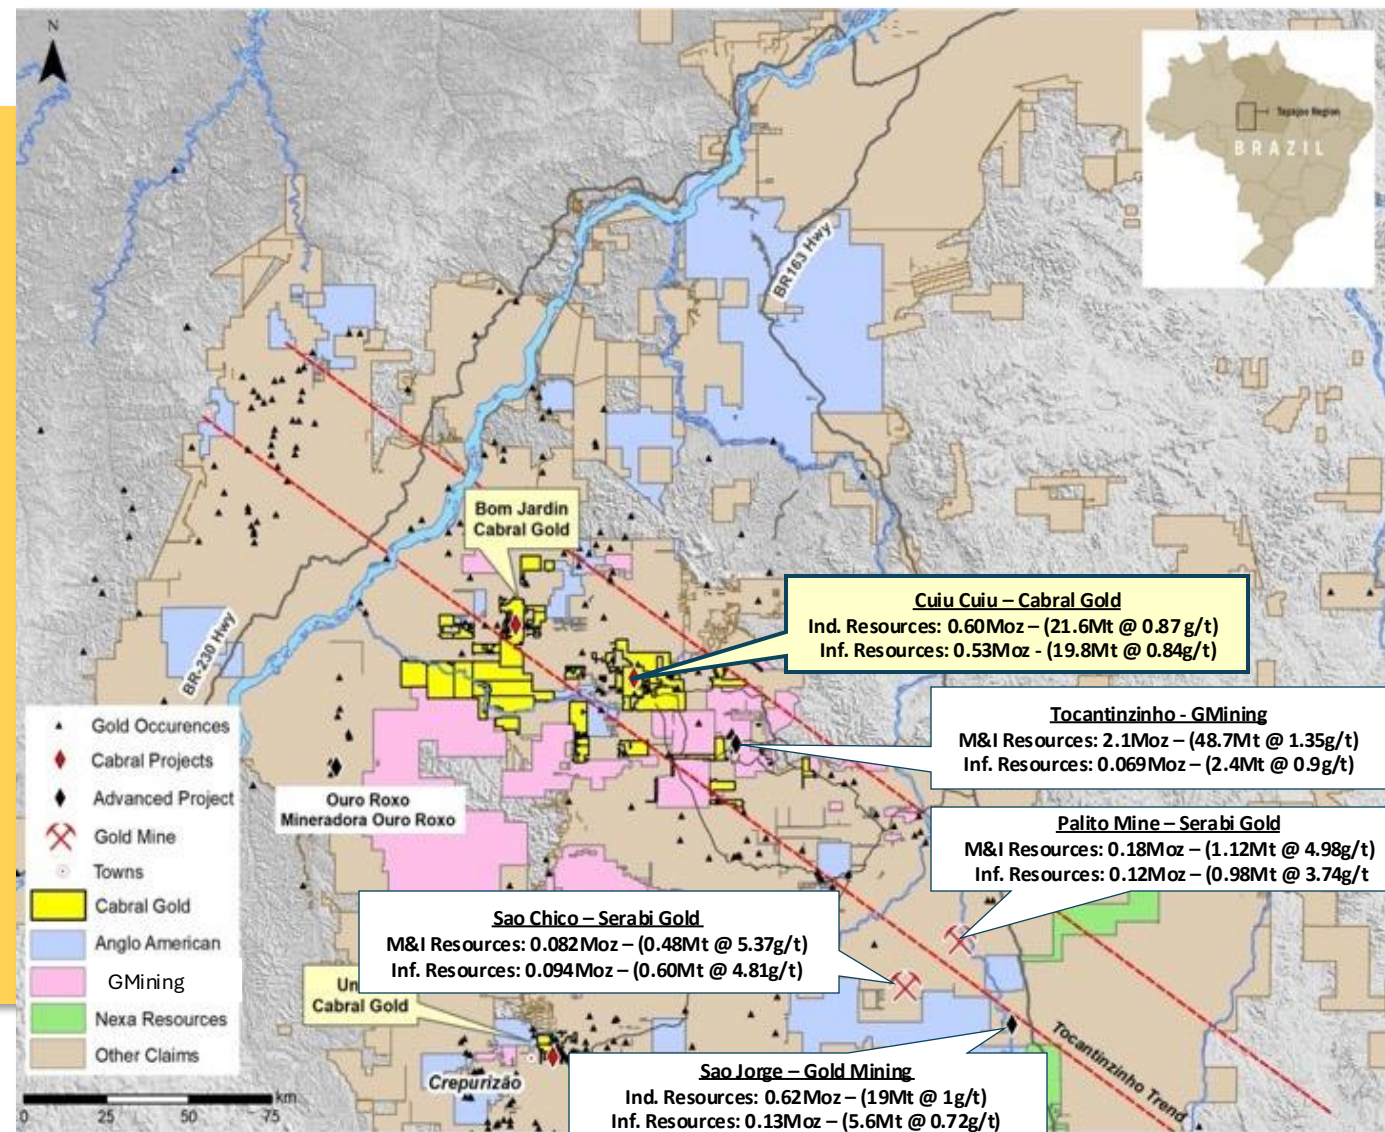 N
Tapajos Region
BRAZIL
BR163 Hwy
Bom Jardin
Cabral Gold
Cuiu Cuiu – Cabral Gold
Ind. Resources: 0.60Moz – (21.6Mt @ 0.87 g/t)
Inf. Resources: 0.53Moz - (19.8Mt @ 0.84g/t)
BR-230 Hwy
Tocantinzinho - GMining
M&I Resources: 2.1Moz – (48.7Mt @ 1.35g/t)
Inf. Resources: 0.069Moz – (2.4Mt @ 0.9g/t)
Ouro Roxo
Mineradora Ouro Roxo
Palito Mine – Serabi Gold
M&I Resources: 0.18Moz – (1.12Mt @ 4.98g/t)
Inf. Resources: 0.12Moz – (0.98Mt @ 3.74g/t
Sao Chico – Serabi Gold
M&I Resources: 0.082Moz – (0.48Mt @ 5.37g/t)
Inf. Resources: 0.094Moz – (0.60Mt @ 4.81g/t)
Un
Cabral Gold
Gold Occurences
Cabral Projects
Advanced Project
Gold Mine
Towns
Cabral Gold
Anglo American
GMining
Nexa Resources
Other Claims
km
0 25 50 75
Crepurizão
Tocantinzinho Trend
Sao Jorge – Gold Mining
Ind. Resources: 0.62Moz – (19Mt @ 1g/t)
Inf. Resources: 0.13Moz – (5.6Mt @ 0.72g/t)